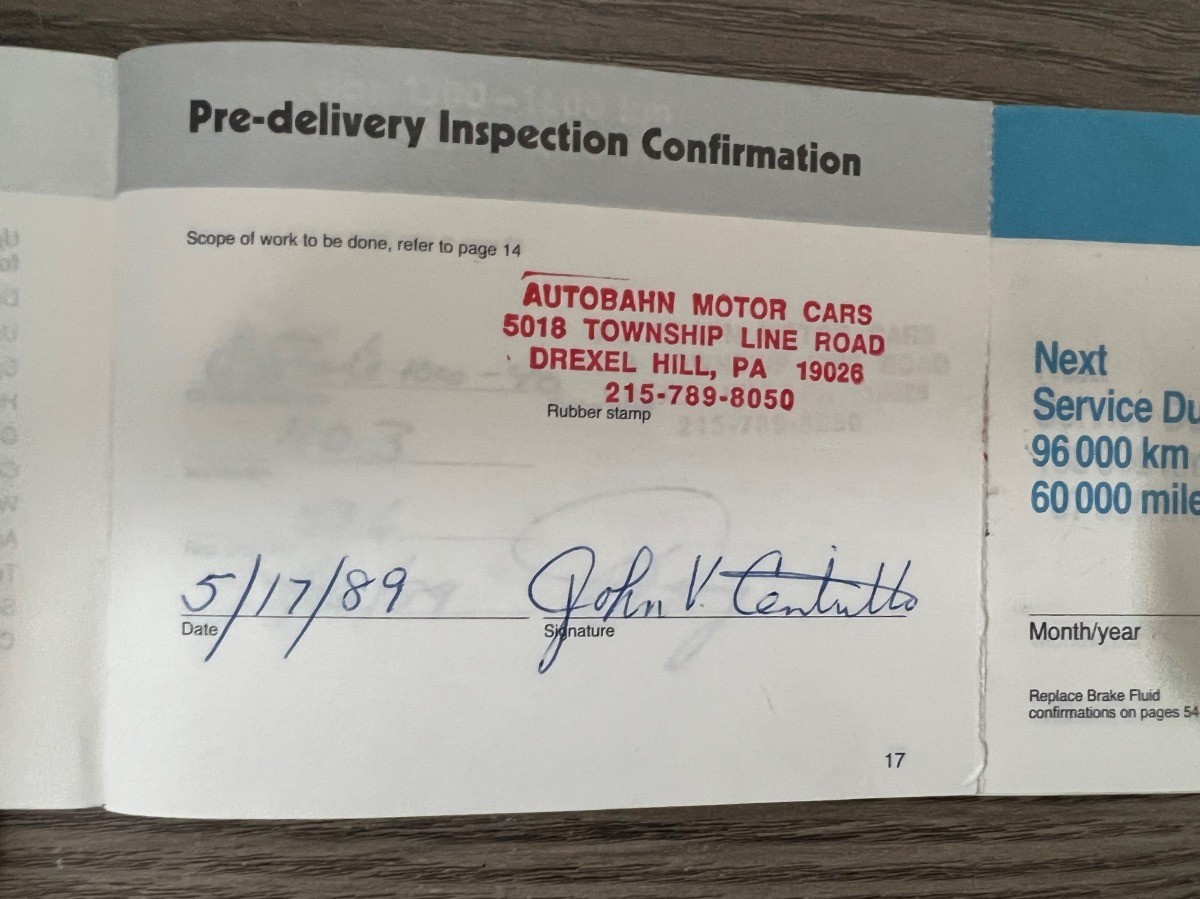 Pre-delivery Inspection Confirmation
Scope of work to be done, refer to page 14
AUTOBAHN MOTOR CARS
5018 TOWNSHIP LINE ROAD
DREXEL HILL, PA 19026
215-789-8050
Rubber stamp
5/17/89
John V.
Date
Signature
17
Next
Service Du
96 000 km
60 000 mile
Month/year
Replace Brake Fluid
confirmations on pages 54